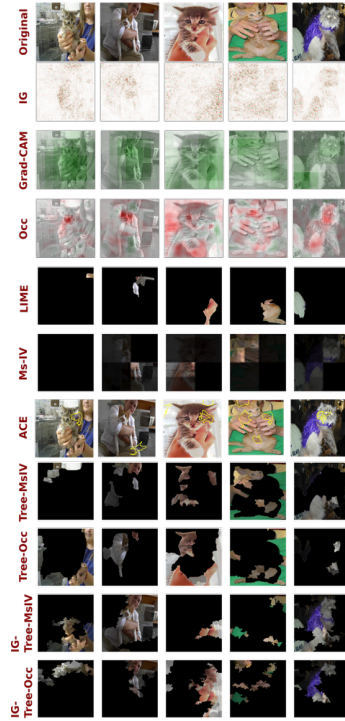 Original
IG
Grad-CAM
Occ
LIME
Ms-IV
ACE
Tree-MsIV
Tree-Occ
IG-
Tree-MsIV
IG-
Tree-Occ